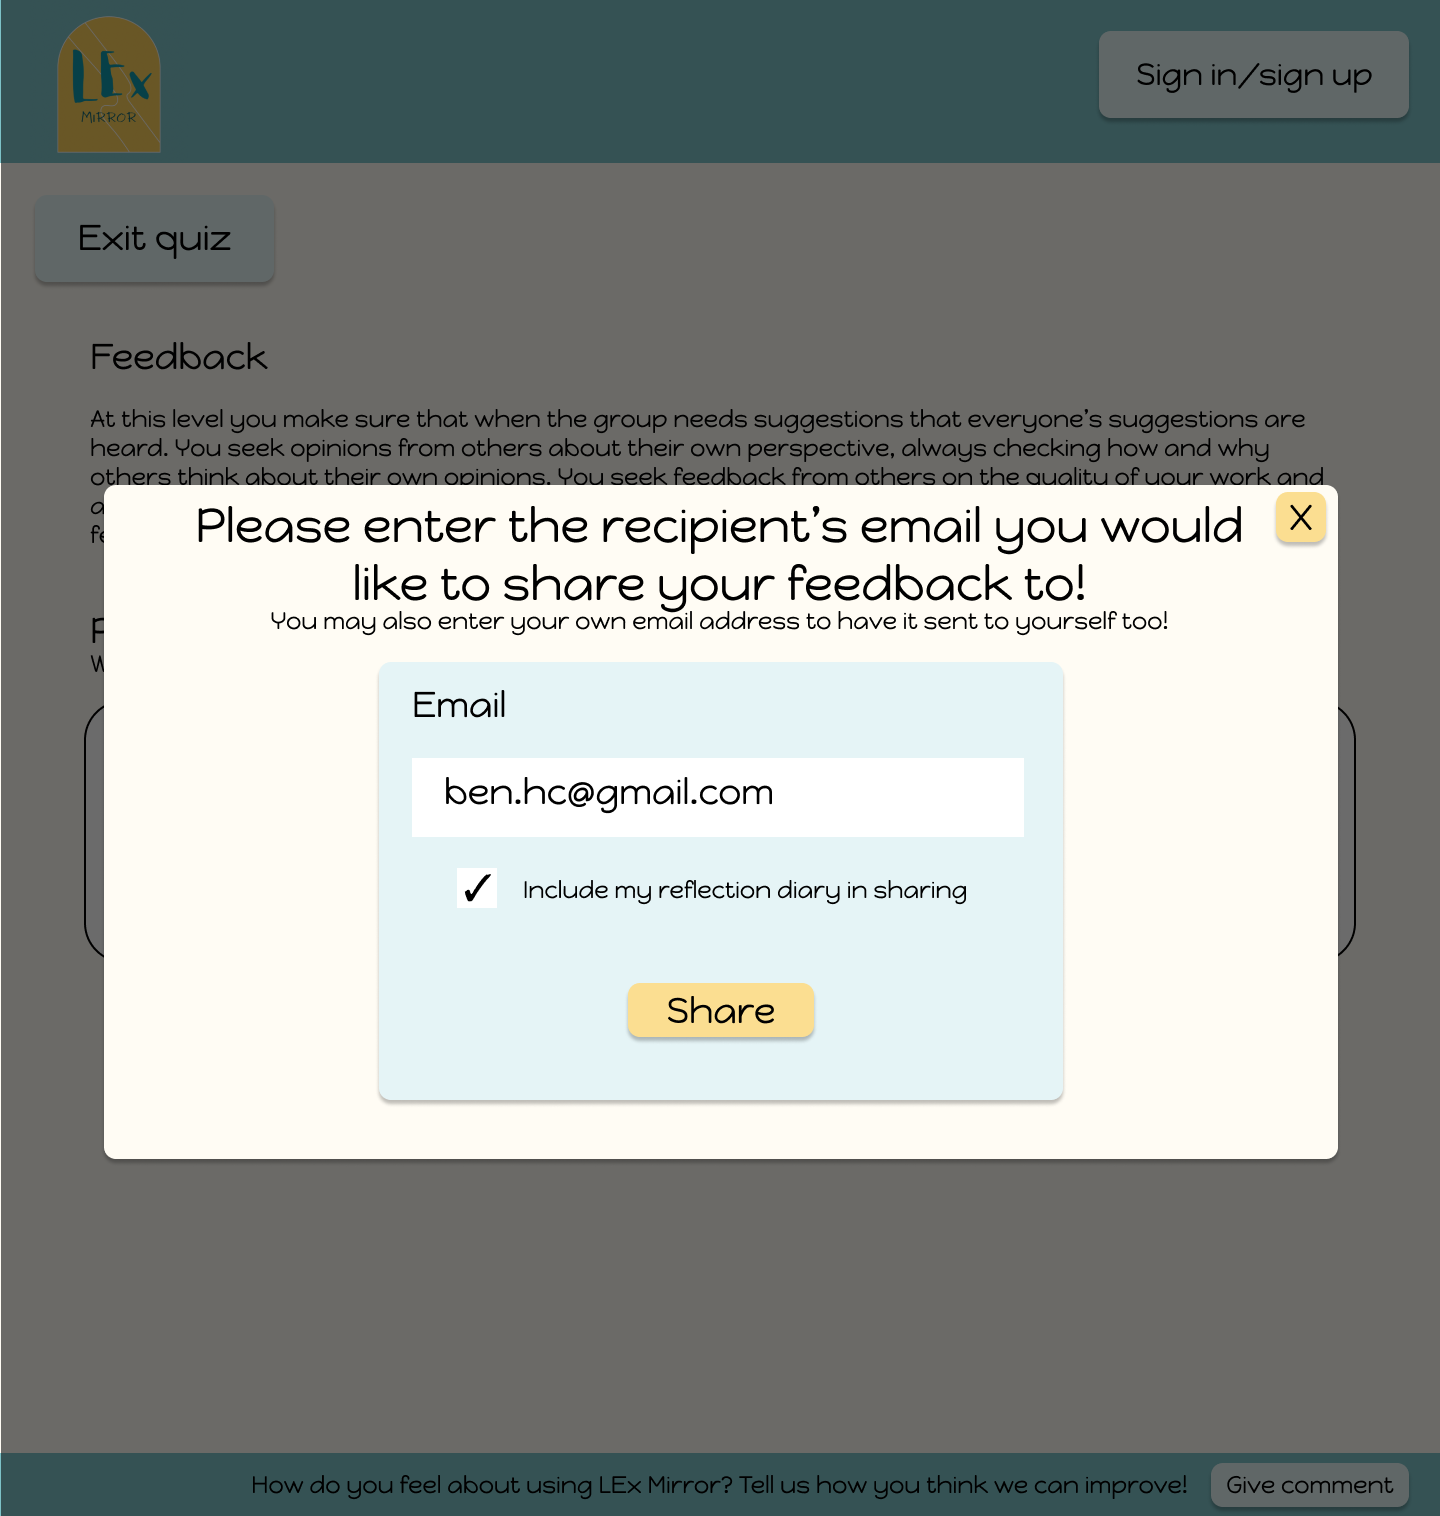 LEx
MIRROR
Sign in/sign up
Exit quiz
Feedback
At this level you make sure that when the group needs suggestions that everyone’s suggestions are
heard. You seek opinions from others about their own perspective, always checking how and why
others think about their own opinions. You seek feedback from others on the quality of your work and
Please enter the recipient’s email you would
like to share your feedback to!
X
You may also enter your own email address to have it sent to yourself too!
Email
ben.hc@gmail.com
✓ Include my reflection diary in sharing
Share
How do you feel about using LEx Mirror? Tell us how you think we can improve!
Give comment